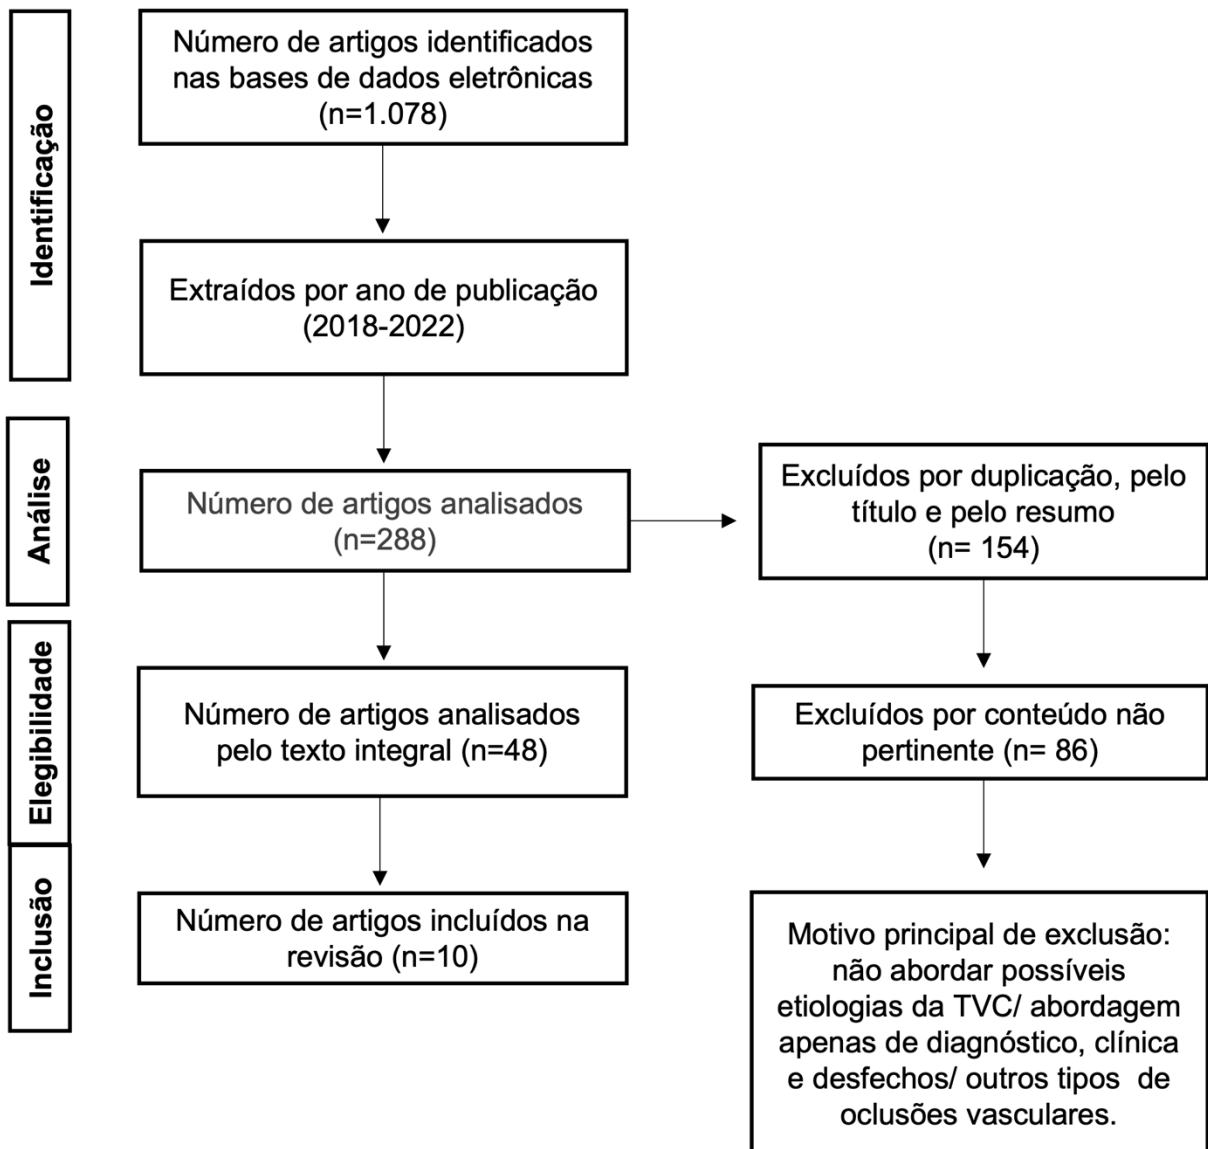 Identificação
Número de artigos identificados
nas bases de dados eletrônicas
(n=1.078)
Extraídos por ano de publicação
(2018-2022)
Análise
Número de artigos analisados
(n=288)
Excluídos por duplicação, pelo
título e pelo resumo
(n= 154)
Elegibilidade
Número de artigos analisados
pelo texto integral (n=48)
Excluídos por conteúdo não
pertinente (n= 86)
Inclusão
Número de artigos incluídos na
revisão (n=10)
Motivo principal de exclusão:
não abordar possíveis
etiologias da TVC/ abordagem
apenas de diagnóstico, clínica
e desfechos/ outros tipos de
oclusões vasculares.